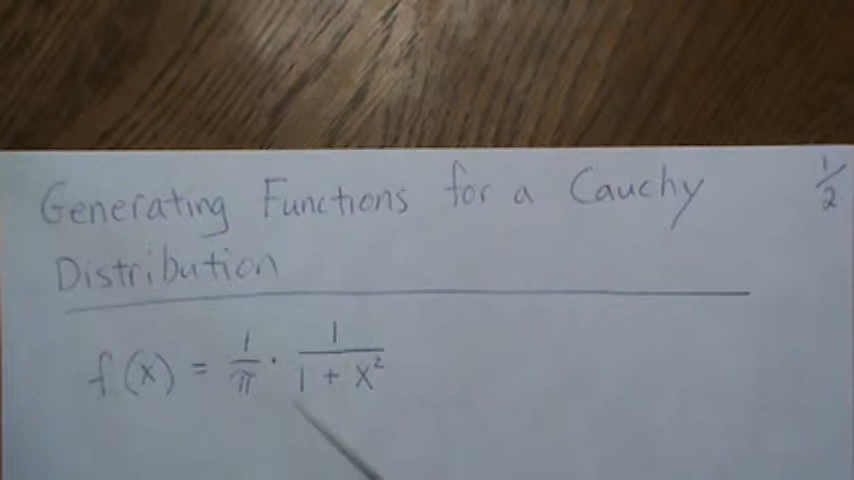 Generating Functions for a Cauchy
1/2
Distribution
f(x) = 1/π · 1/(1 + x²)